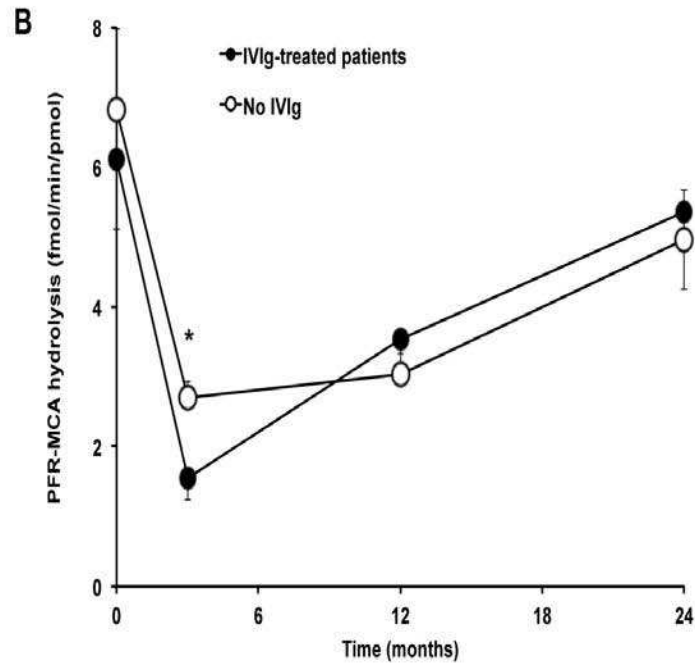 B
8
IVIg-treated patients
No IVIg
6
PFR-MCA hydrolysis (fmol/min/pmol)
4
*
2
0
0 6 12 18 24
Time (months)